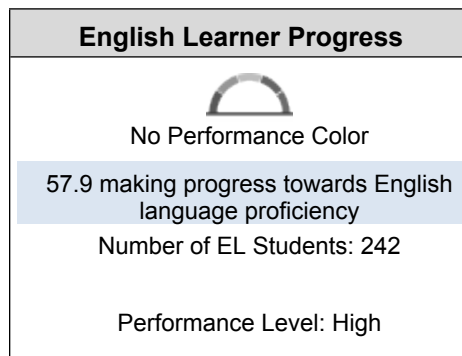 English Learner Progress
No Performance Color
57.9 making progress towards English
language proficiency
Number of EL Students: 242
Performance Level: High